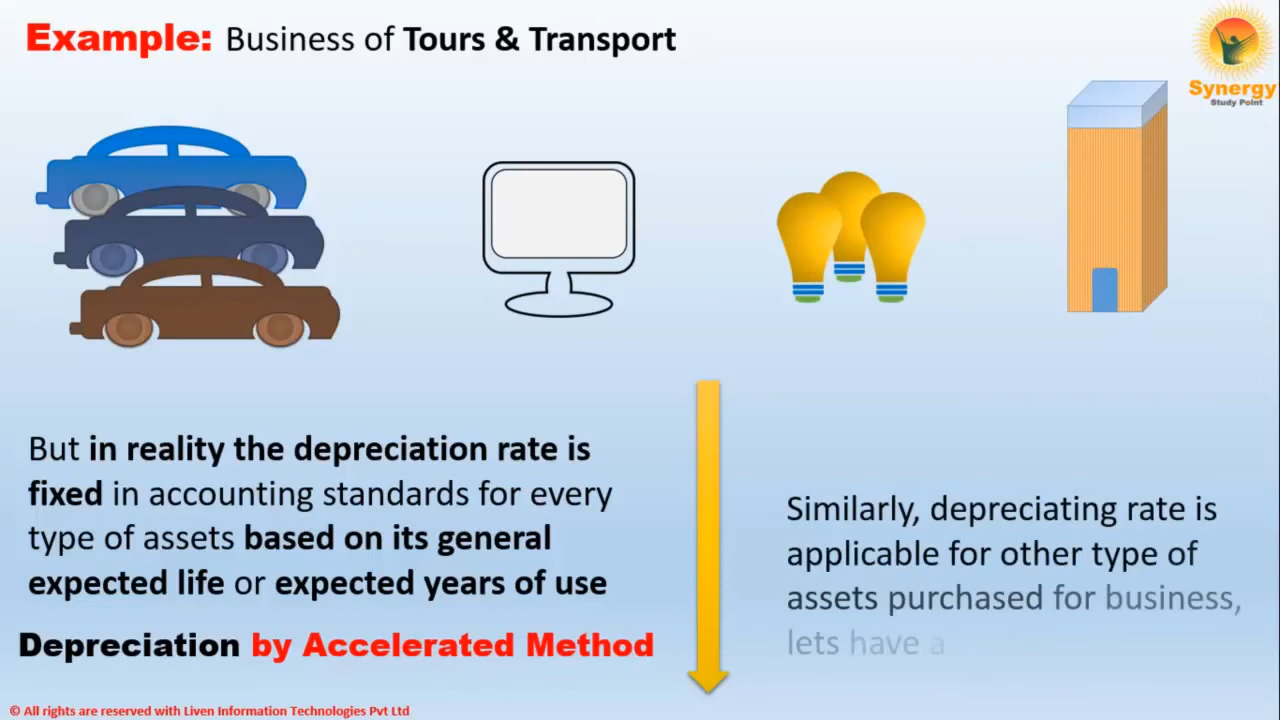 Example: Business of Tours & Transport
Synergy
Study Point
But in reality the depreciation rate is
fixed in accounting standards for every
type of assets based on its general
expected life or expected years of use
Depreciation by Accelerated Method
Similarly, depreciating rate is
applicable for other type of
assets purchased for business,
lets have a
© All rights are reserved with Liven Information Technologies Pvt Ltd